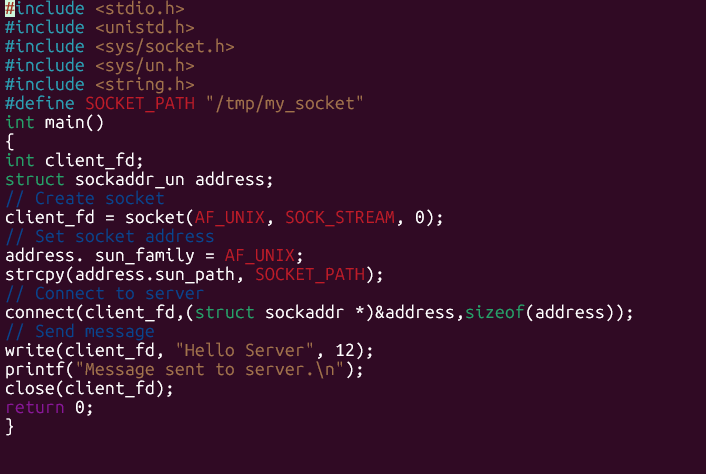 #include <stdio.h>
#include <unistd.h>
#include <sys/socket.h>
#include <sys/un.h>
#include <string.h>
#define SOCKET_PATH "/tmp/my_socket"
int main()
{
int client_fd;
struct sockaddr_un address;
// Create socket
client_fd = socket(AF_UNIX, SOCK_STREAM, 0);
// Set socket address
address. sun_family = AF_UNIX;
strcpy(address.sun_path, SOCKET_PATH);
// Connect to server
connect(client_fd,(struct sockaddr *)&address,sizeof(address));
// Send message
write(client_fd, "Hello Server", 12);
printf("Message sent to server.\n");
close(client_fd);
return 0;
}